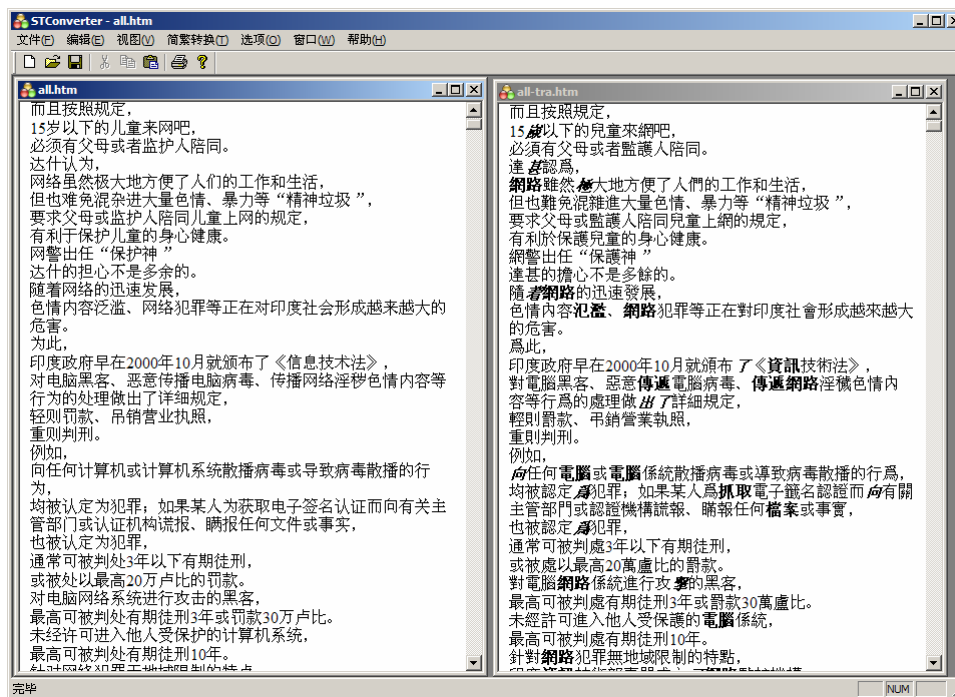 STConverter - all.htm
文件(F) 编辑(E) 视图(V) 简繁转换(T) 选项(O) 窗口(W) 帮助(H)
all.htm
而且按照规定，
15岁以下的儿童来网吧，
必须有父母或者监护人陪同。
达什认为，
网络虽然极大地方便了人们的工作和生活，
但也难免混杂进大量色情、暴力等“精神垃圾”，
要求父母或监护人陪同儿童上网的规定，
有利于保护儿童的身心健康。
网警出任“保护神”
达什的担心不是多余的。
随着网络的迅速发展，
色情内容泛滥、网络犯罪等正在对印度社会形成越来越大的
危害。
为此，
印度政府早在2000年10月就颁布了《信息技术法》，
对电脑黑客、恶意传播电脑病毒、传播网络淫秽色情内容等
行为的处理做出了详细规定，
轻则罚款、吊销营业执照，
重则判刑。
例如，
向任何计算机或计算机系统散播病毒或导致病毒散播的行
为，
均被认定为犯罪；如果某人为获取电子签名认证而向有关主
管部门或认证机构谎报、瞒报任何文件或事实，
也被认定为犯罪，
通常可被判处3年以下有期徒刑，
或被处以最高20万卢比的罚款。
对电脑网络系统进行攻击的黑客，
最高可被判处有期徒刑3年或罚款30万卢比。
未经许可进入他人受保护的计算机系统，
最高可被判处有期徒刑10年。
针对网络犯罪无地域限制的特点，
all-tra.htm
而且按照規定，
15歲以下的兒童來網吧，
必須有父母或者監護人陪同。
達甚認爲，
網路雖然極大地方便了人們的工作和生活，
但也難免混雜進大量色情、暴力等“精神垃圾”，
要求父母或監護人陪同兒童上網的規定，
有利於保護兒童的身心健康。
網警出任“保護神”
達甚的擔心不是多餘的。
隨著網路的迅速發展，
色情內容氾濫、網路犯罪等正在對印度社會形成越來越大
的危害。
爲此，
印度政府早在2000年10月就頒布了《資訊技術法》，
對電腦黑客、惡意傳遞電腦病毒、傳遞網路淫穢色情內
容等行爲的處理做出了詳細規定，
輕則罰款、弔銷營業執照，
重則判刑。
例如，
向任何電腦或電腦係統散播病毒或導致病毒散播的行爲，
均被認定爲犯罪；如果某人爲抓取電子籤名認證而向有關
主管部門或認證機構謊報、瞞報任何檔案或事實，
也被認定爲犯罪，
通常可被判處3年以下有期徒刑，
或被處以最高20萬盧比的罰款。
對電腦網路係統進行攻擊的黑客，
最高可被判處有期徒刑3年或罰款30萬盧比。
未經許可進入他人受保護的電腦係統，
最高可被判處有期徒刑10年。
針對網路犯罪無地域限制的特點，
完毕
NUM